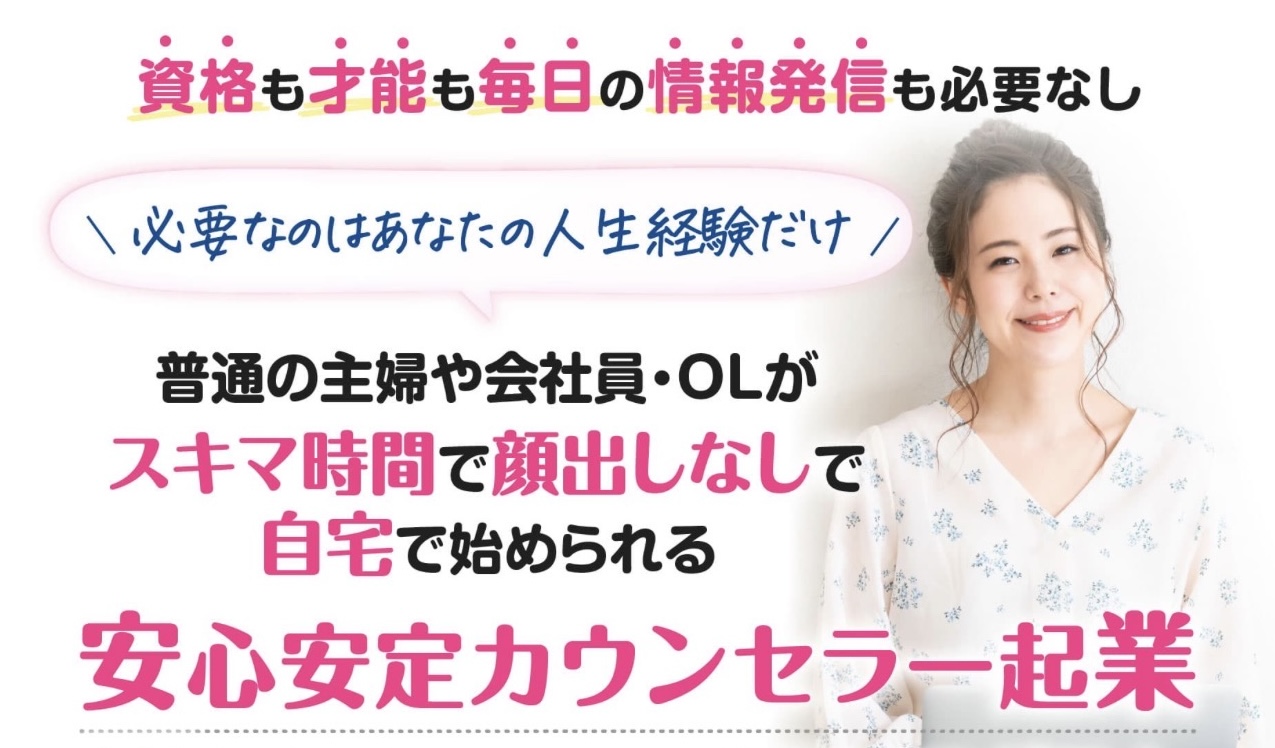 資格も才能も毎日の情報発信も必要なし
\ 必要なのはあなたの人生経験だけ /
普通の主婦や会社員・OLが
スキマ時間で顔出しなしで
自宅で始められる
安心安定カウンセラー起業